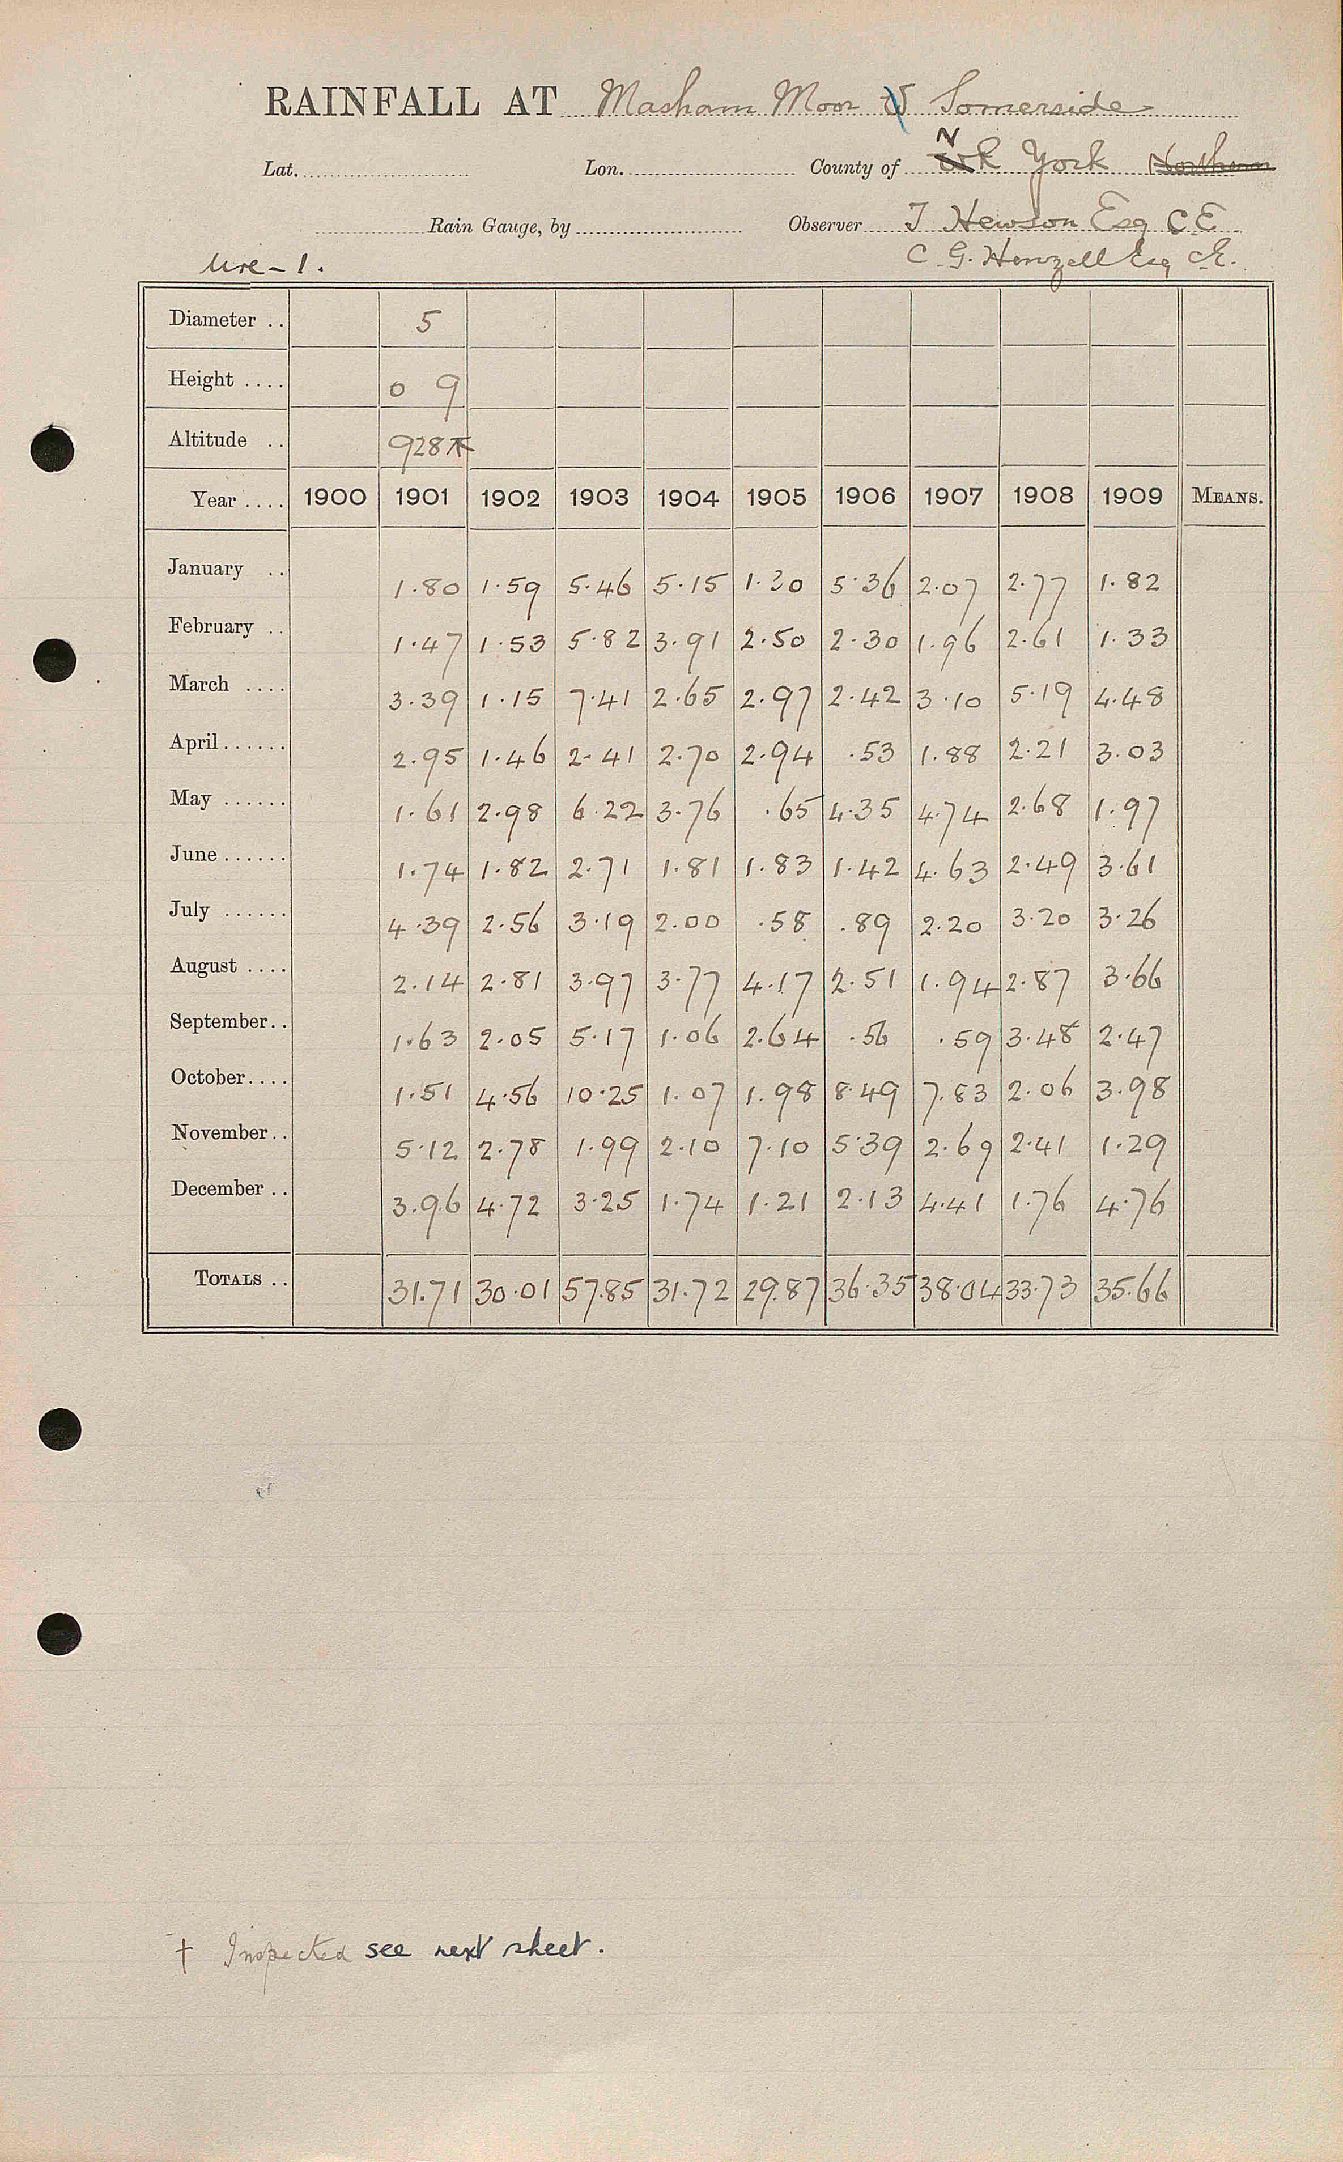 RAINFALL AT Masham Moor V Somerside
Lat. Lon. County of N R York Northern
Rain Gauge, by Observer T Hewson Esq C E
Ure - 1. C. G. Henzell Esq C.E.
Diameter .. 5
Height .... 0 9
Altitude .. 928
Year .... 1900 1901 1902 1903 1904 1905 1906 1907 1908 1909 MEANS.
January .. 1.80 1.59 5.46 5.15 1.30 5.36 2.07 2.77 1.82
February .. 1.47 1.53 5.82 3.91 2.50 2.30 1.96 2.61 1.33
March .... 3.39 1.15 7.41 2.65 2.97 2.42 3.10 5.19 4.48
April...... 2.95 1.46 2.41 2.70 2.94 .53 1.88 2.21 3.03
May ...... 1.61 2.98 6.22 3.76 .65 4.35 4.74 2.68 1.97
June ...... 1.74 1.82 2.71 1.81 1.83 1.42 4.63 2.49 3.61
July ...... 4.39 2.56 3.19 2.00 .58 .89 2.20 3.20 3.26
August .... 2.14 2.81 3.97 3.77 4.17 2.51 1.94 2.87 3.66
September.. 1.63 2.05 5.17 1.06 2.64 .56 .59 3.48 2.47
October.... 1.51 4.56 10.25 1.07 1.98 8.49 7.83 2.06 3.98
November.. 5.12 2.78 1.99 2.10 7.10 5.39 2.69 2.41 1.29
December .. 3.96 4.72 3.25 1.74 1.21 2.13 4.41 1.76 4.76
TOTALS .. 31.71 30.01 57.85 31.72 29.87 36.35 38.04 33.73 35.66
† Inspected see next sheet.